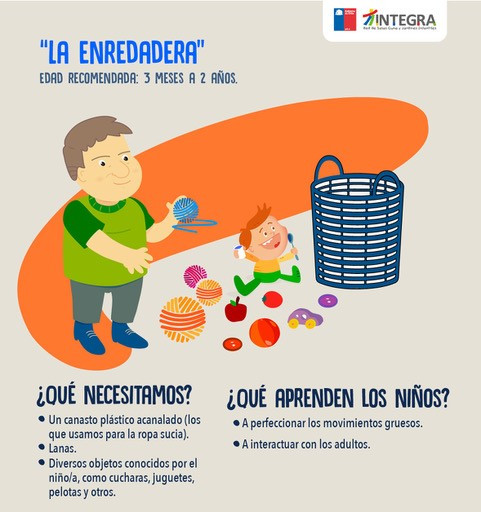 INTEGRA
Red de Salas Cuna y Jardines Infantiles
"LA ENREDADERA"
EDAD RECOMENDADA: 3 MESES A 2 AÑOS.
¿QUÉ NECESITAMOS?
• Un canasto plástico acanalado (los
que usamos para la ropa sucia).
• Lanas.
• Diversos objetos conocidos por el
niño/a, como cucharas, juguetes,
pelotas y otros.
¿QUÉ APRENDEN LOS NIÑOS?
• A perfeccionar los movimientos gruesos.
• A interactuar con los adultos.